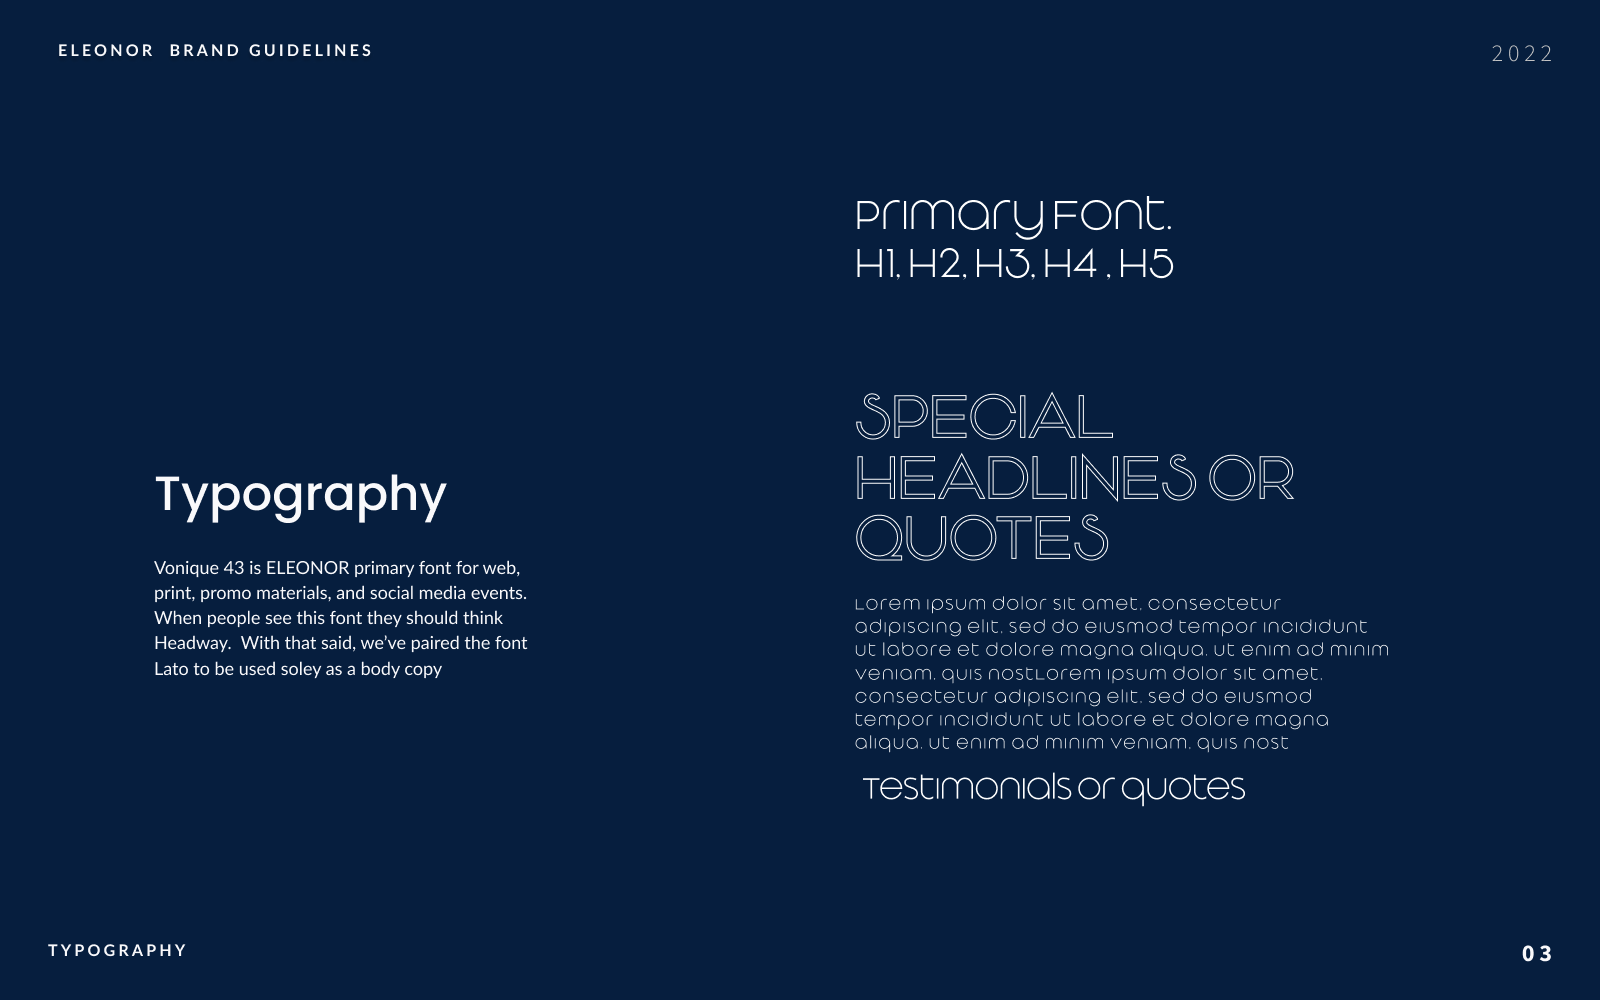 ELEONOR BRAND GUIDELINES
2022
Primary Font.
H1, H2, H3, H4 , H5
SPECIAL
HEADLINES OR
QUOTES
Typography
Vonique 43 is ELEONOR primary font for web,
print, promo materials, and social media events.
When people see this font they should think
Headway. With that said, we've paired the font
Lato to be used soley as a body copy
Lorem ipsum dolor sit amet, consectetur
adipiscing elit, sed do eiusmod tempor incididunt
ut labore et dolore magna aliqua. Ut enim ad minim
veniam, quis nostLorem ipsum dolor sit amet,
consectetur adipiscing elit, sed do eiusmod
tempor incididunt ut labore et dolore magna
aliqua. Ut enim ad minim veniam, quis nost
Testimonials or quotes
TYPOGRAPHY
03